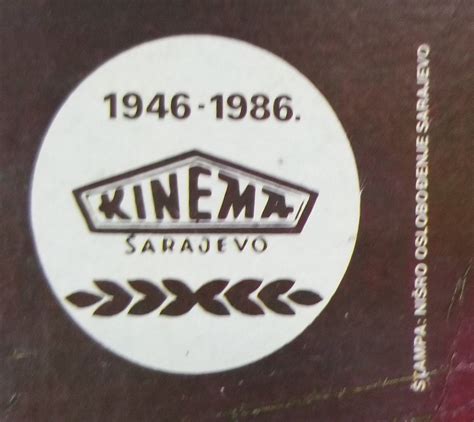 1946-1986.
KINEMA
SARAJEVO
ŠTAMPA: NIŠRO OSLOBOĐENJE SARAJEVO